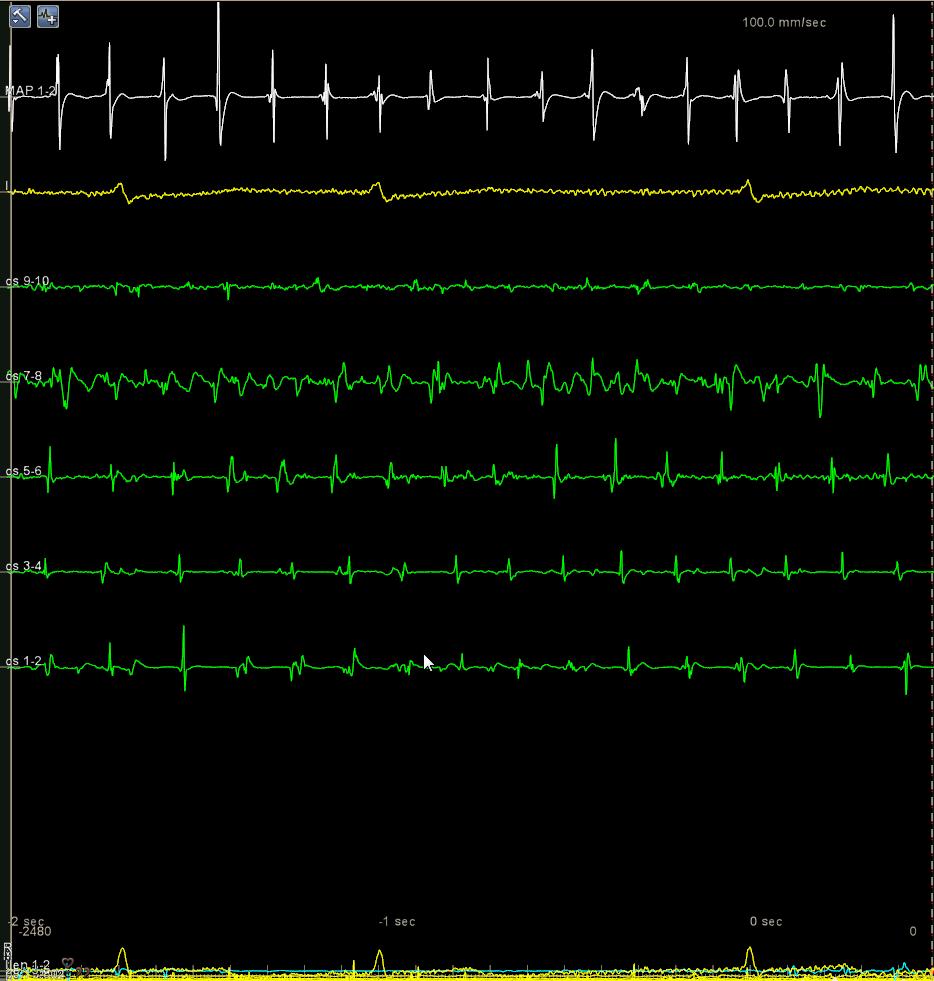 100.0 mm/sec
MAP 1-2
I
cs 9-10
cs 7-8
cs 5-6
cs 3-4
cs 1-2
-2 sec
-1 sec
0 sec
-2480
0